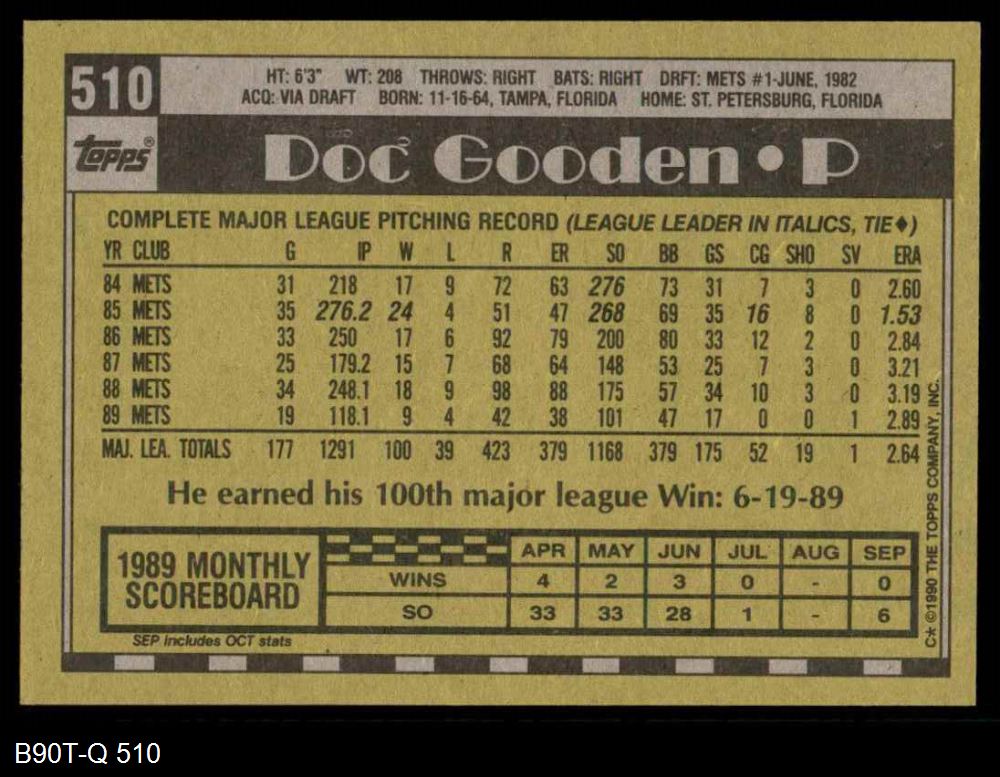 510
HT: 6'3" WT: 208 THROWS: RIGHT BATS: RIGHT DRFT: METS #1-JUNE, 1982
ACQ: VIA DRAFT BORN: 11-16-64, TAMPA, FLORIDA HOME: ST. PETERSBURG, FLORIDA
Topps®
Doc Gooden • P
COMPLETE MAJOR LEAGUE PITCHING RECORD (LEAGUE LEADER IN ITALICS, TIE♦)
YR CLUB G IP W L R ER SO BB GS CG SHO SV ERA
84 METS 31 218 17 9 72 63 276 73 31 7 3 0 2.60
85 METS 35 276.2 24 4 51 47 268 69 35 16 8 0 1.53
86 METS 33 250 17 6 92 79 200 80 33 12 2 0 2.84
87 METS 25 179.2 15 7 68 64 148 53 25 7 3 0 3.21
88 METS 34 248.1 18 9 98 88 175 57 34 10 3 0 3.19
89 METS 19 118.1 9 4 42 38 101 47 17 0 0 1 2.89
MAJ. LEA. TOTALS 177 1291 100 39 423 379 1168 379 175 52 19 1 2.64
He earned his 100th major league Win: 6-19-89
1989 MONTHLY
SCOREBOARD
APR MAY JUN JUL AUG SEP
WINS 4 2 3 0 - 0
SO 33 33 28 1 - 6
SEP includes OCT stats
C* ©1990 THE TOPPS COMPANY, INC.
B90T-Q 510